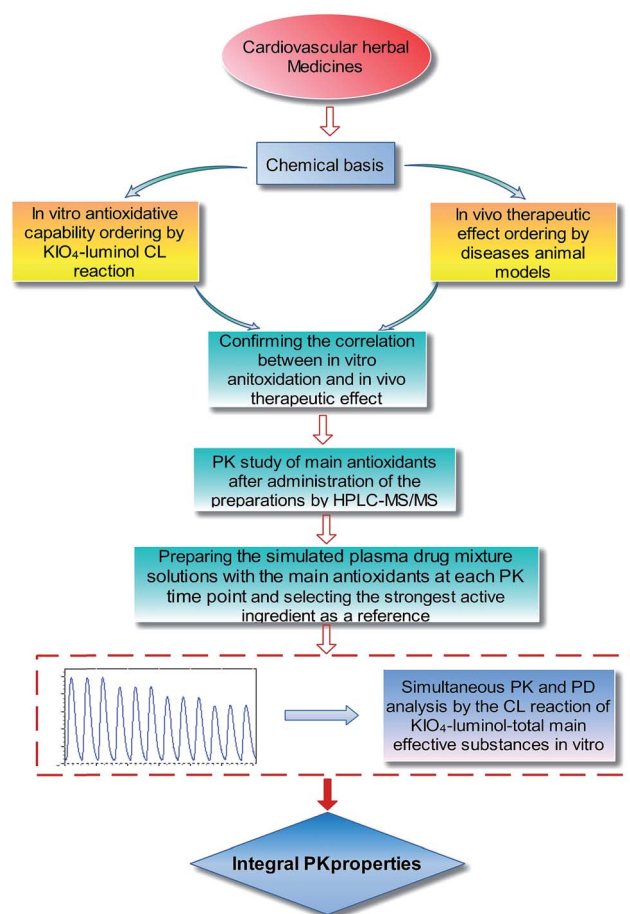 Cardiovascular herbal
Medicines
Chemical basis
In vitro antioxidative
capability ordering by
KIO₄-luminol CL
reaction
In vivo therapeutic
effect ordering by
diseases animal
models
Confirming the correlation
between in vitro
anitoxidation and in vivo
therapeutic effect
PK study of main antioxidants
after administration of the
preparations by HPLC-MS/MS
Preparing the simulated plasma drug mixture
solutions with the main antioxidants at each PK
time point and selecting the strongest active
ingredient as a reference
Simultaneous PK and PD
analysis by the CL reaction of
KIO₄-luminol-total main
effective substances in vitro
Integral PKproperties